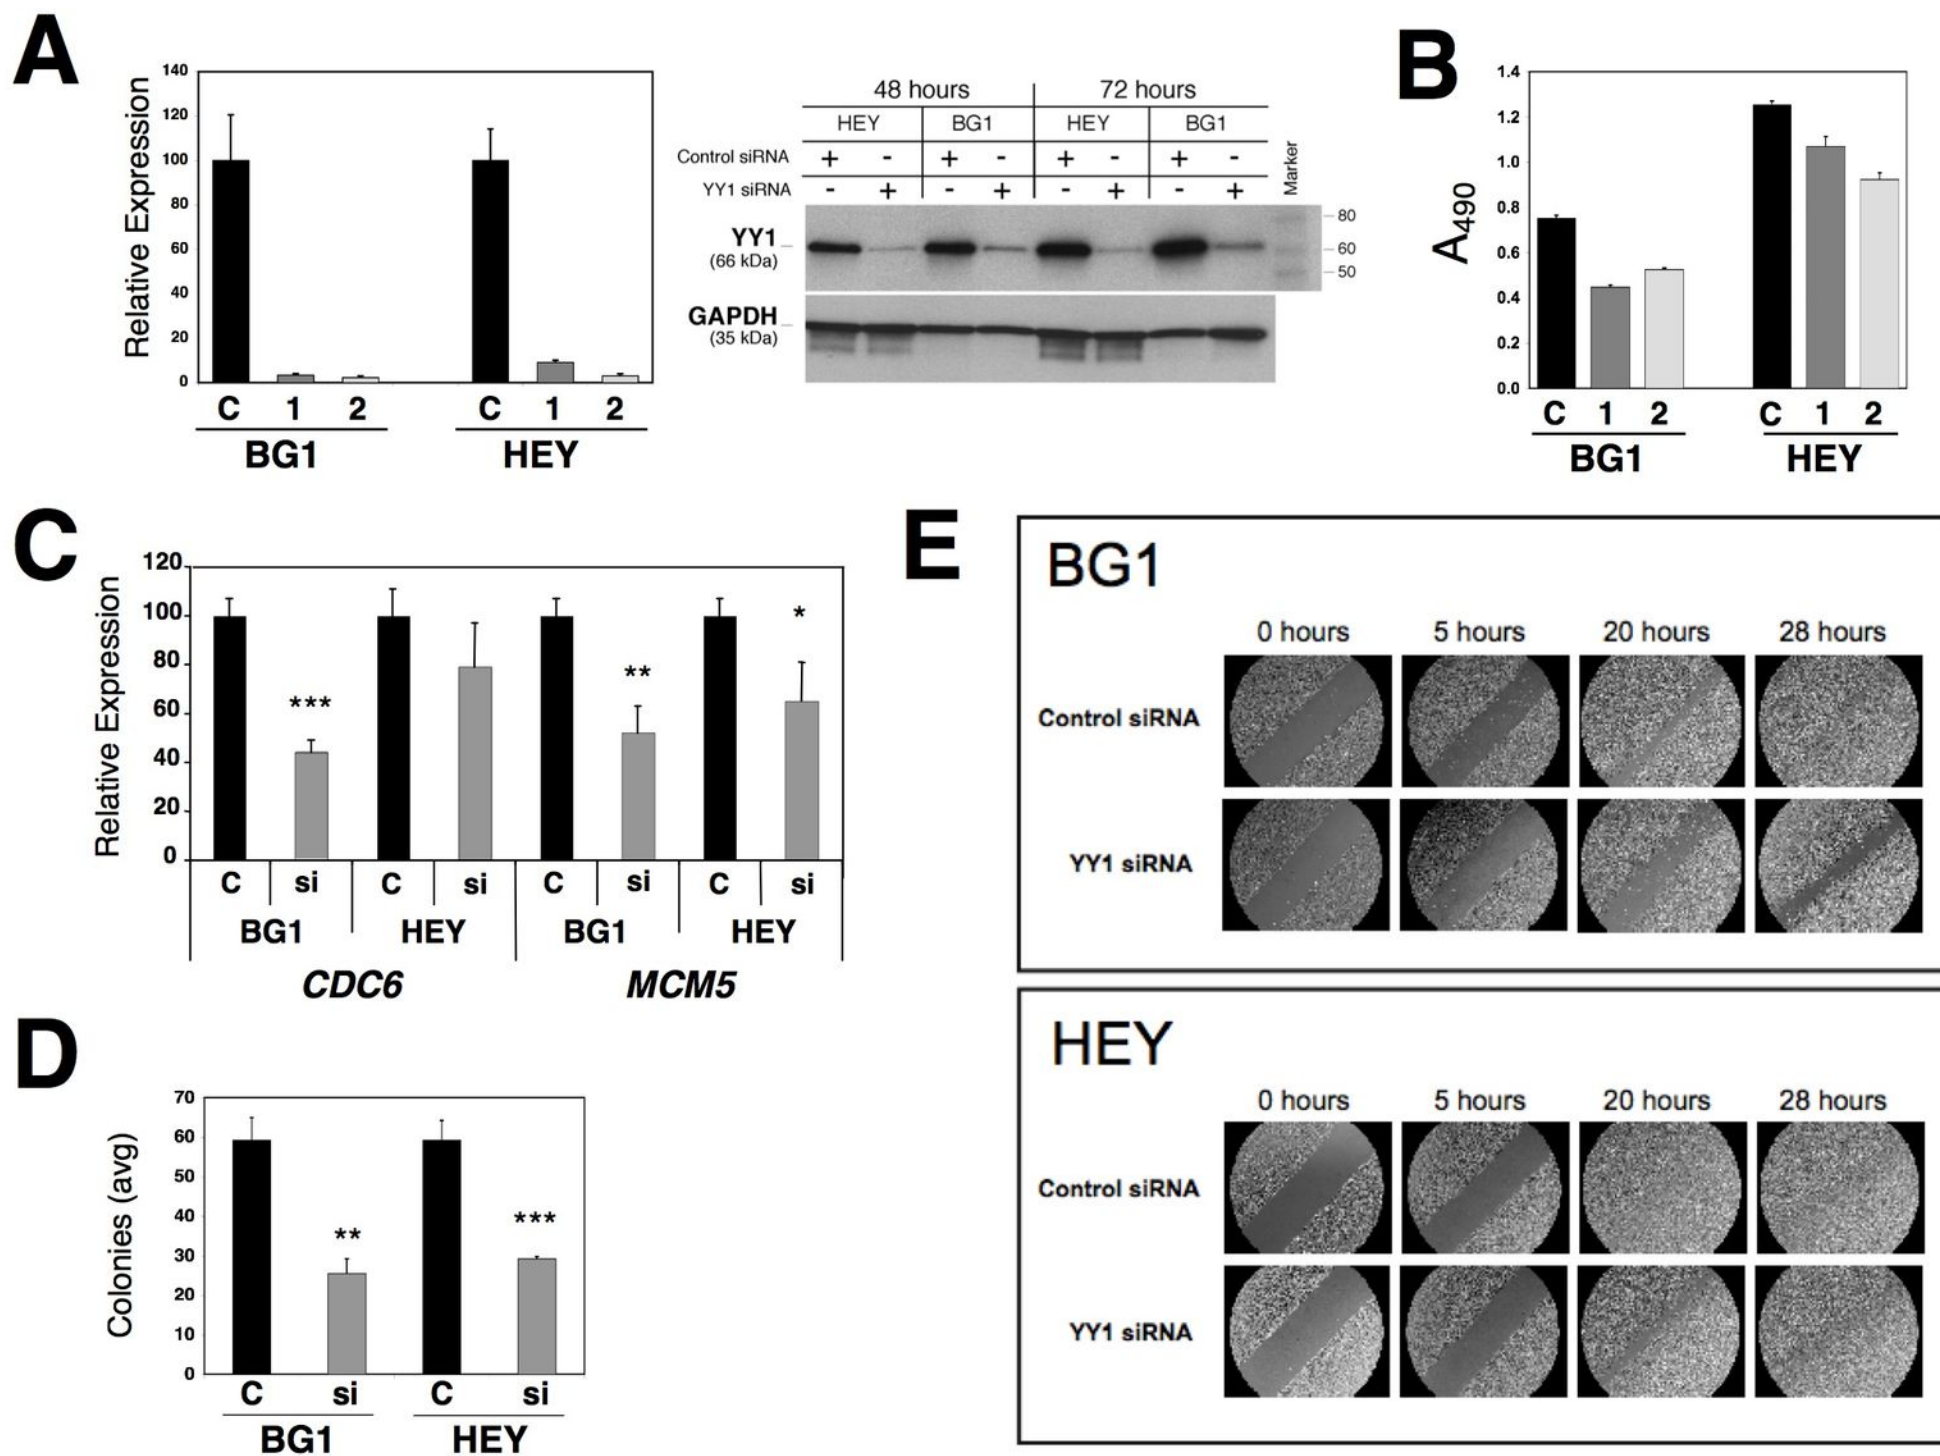 A
Relative Expression
140
120
100
80
60
40
20
0
C 1 2 C 1 2
BG1 HEY
48 hours 72 hours
HEY BG1 HEY BG1
Control siRNA + - + - + - + -
YY1 siRNA - + - + - + - +
Marker
YY1
(66 kDa)
80
60
50
GAPDH
(35 kDa)
B
A490
1.4
1.2
1.0
0.8
0.6
0.4
0.2
0.0
C 1 2 C 1 2
BG1 HEY
C
Relative Expression
120
100
80
60
40
20
0
*** ** *
C si C si C si C si
BG1 HEY BG1 HEY
CDC6 MCM5
D
Colonies (avg)
70
60
50
40
30
20
10
0
** ***
C si C si
BG1 HEY
E
BG1
0 hours 5 hours 20 hours 28 hours
Control siRNA
YY1 siRNA
HEY
0 hours 5 hours 20 hours 28 hours
Control siRNA
YY1 siRNA